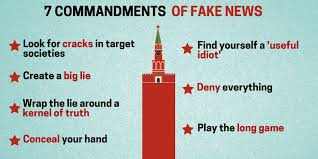 7 COMMANDMENTS OF FAKE NEWS
Look for cracks in target
societies
Create a big lie
Wrap the lie around a
kernel of truth
Conceal your hand
Find yourself a 'useful
idiot'
Deny everything
Play the long game